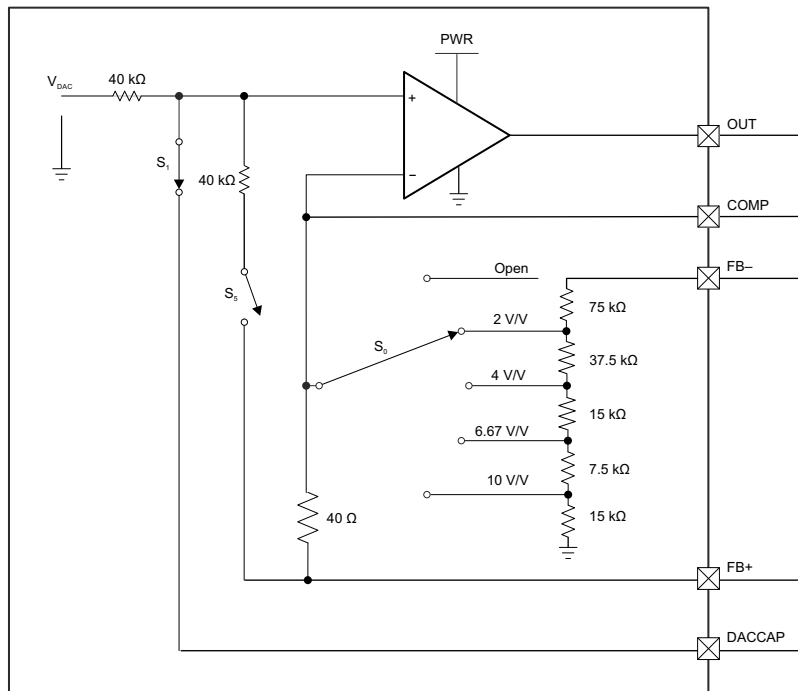 PWR
40 kΩ
V_DAC
+
OUT
S₁
40 kΩ
–
COMP
Open
FB–
S₅
75 kΩ
2 V/V
S₀
37.5 kΩ
4 V/V
15 kΩ
6.67 V/V
7.5 kΩ
10 V/V
40 Ω
15 kΩ
FB+
DACCAP